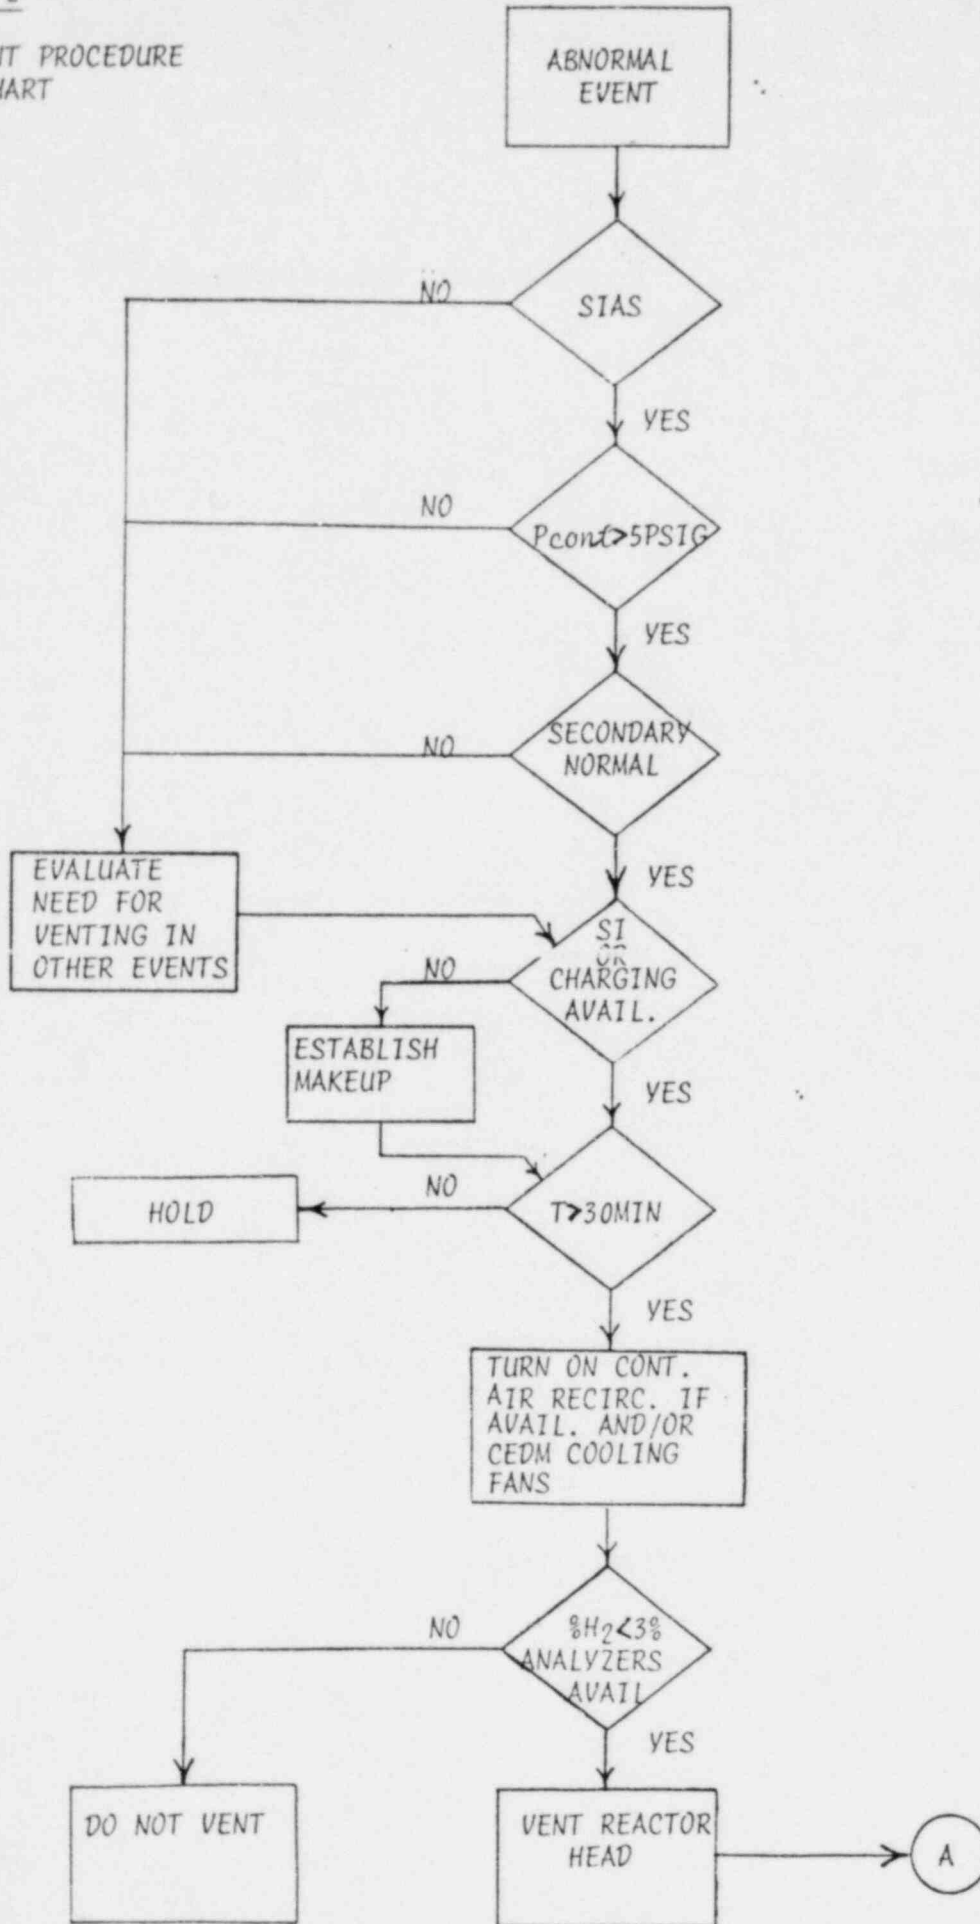 PROCEDURE
ABNORMAL
EVENT
NO
SIAS
YES
NO
Pcont>5PSIG
YES
NO
SECONDARY
NORMAL
YES
EVALUATE
NEED FOR
VENTING IN
OTHER EVENTS
SI
OR
CHARGING
AVAIL.
NO
ESTABLISH
MAKEUP
YES
HOLD
NO
T>30MIN
YES
TURN ON CONT.
AIR RECIRC. IF
AVAIL. AND/OR
CEDM COOLING
FANS
NO
%H2<3%
ANALYZERS
AVAIL
YES
DO NOT VENT
VENT REACTOR
HEAD
A